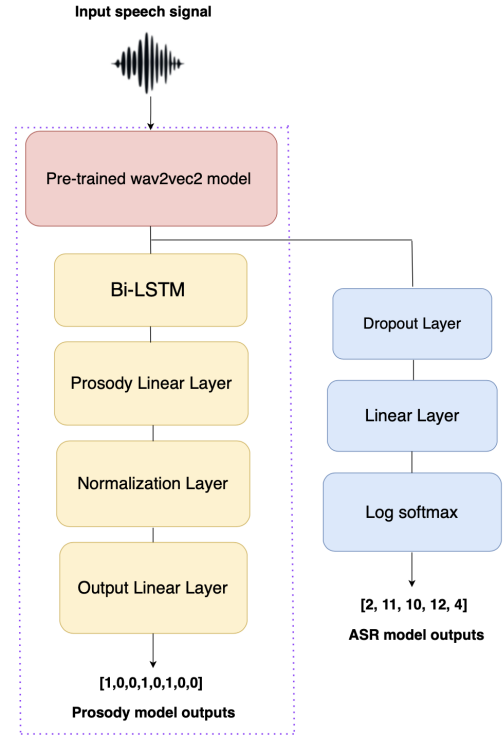 Input speech signal
Pre-trained wav2vec2 model
Bi-LSTM
Prosody Linear Layer
Normalization Layer
Output Linear Layer
[1,0,0,1,0,1,0,0]
Prosody model outputs
Dropout Layer
Linear Layer
Log softmax
[2, 11, 10, 12, 4]
ASR model outputs